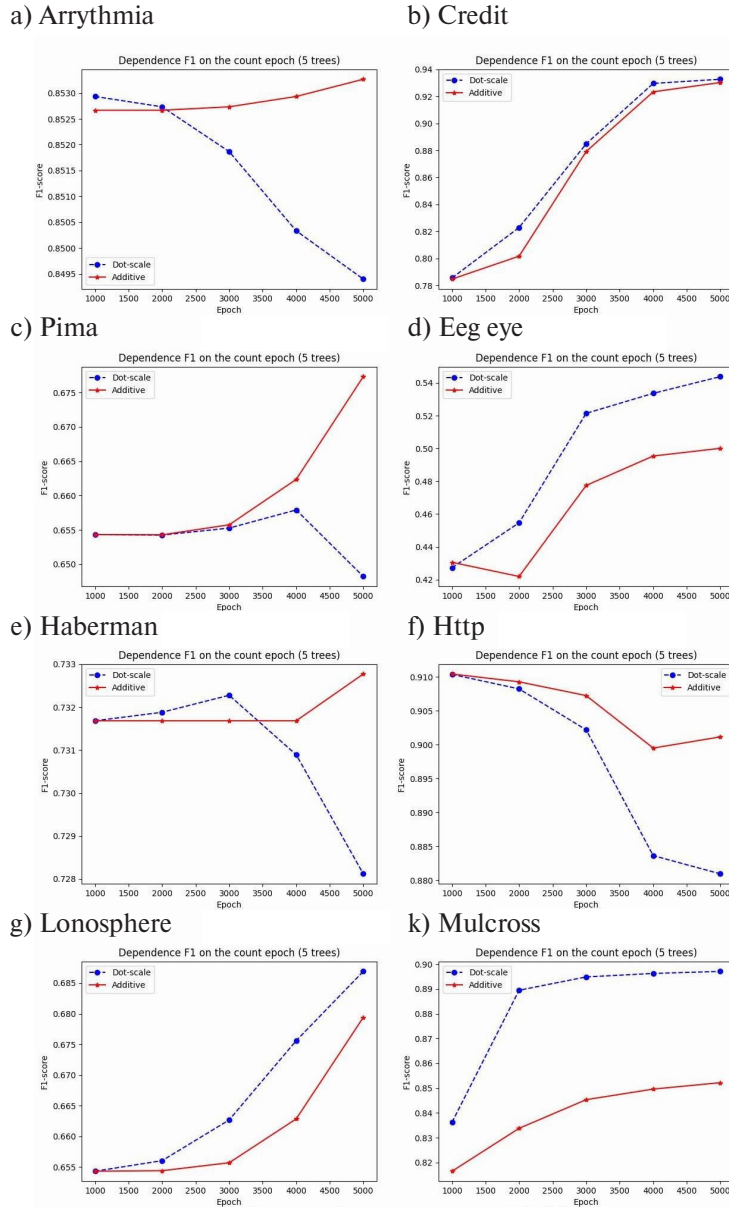 a) Arrythmia
b) Credit
Dependence F1 on the count epoch (5 trees)
0.8530
0.8525
0.8520
0.8515
0.8510
0.8505
0.8500
0.8495
F1-score
Dot-scale
Additive
1000 1500 2000 2500 3000 3500 4000 4500 5000
Epoch
Dependence F1 on the count epoch (5 trees)
0.94
0.92
0.90
0.88
0.86
0.84
0.82
0.80
0.78
F1-score
Dot-scale
Additive
1000 1500 2000 2500 3000 3500 4000 4500 5000
Epoch
c) Pima
d) Eeg eye
Dependence F1 on the count epoch (5 trees)
0.675
0.670
0.665
0.660
0.655
0.650
F1-score
Dot-scale
Additive
1000 1500 2000 2500 3000 3500 4000 4500 5000
Epoch
Dependence F1 on the count epoch (5 trees)
0.54
0.52
0.50
0.48
0.46
0.44
0.42
F1-score
Dot-scale
Additive
1000 1500 2000 2500 3000 3500 4000 4500 5000
Epoch
e) Haberman
f) Http
Dependence F1 on the count epoch (5 trees)
0.733
0.732
0.731
0.730
0.729
0.728
F1-score
Dot-scale
Additive
1000 1500 2000 2500 3000 3500 4000 4500 5000
Epoch
Dependence F1 on the count epoch (5 trees)
0.910
0.905
0.900
0.895
0.890
0.885
0.880
F1-score
Dot-scale
Additive
1000 1500 2000 2500 3000 3500 4000 4500 5000
Epoch
g) Lonosphere
k) Mulcross
Dependence F1 on the count epoch (5 trees)
0.685
0.680
0.675
0.670
0.665
0.660
0.655
F1-score
Dot-scale
Additive
1000 1500 2000 2500 3000 3500 4000 4500 5000
Epoch
Dependence F1 on the count epoch (5 trees)
0.90
0.89
0.88
0.87
0.86
0.85
0.84
0.83
0.82
F1-score
Dot-scale
Additive
1000 1500 2000 2500 3000 3500 4000 4500 5000
Epoch